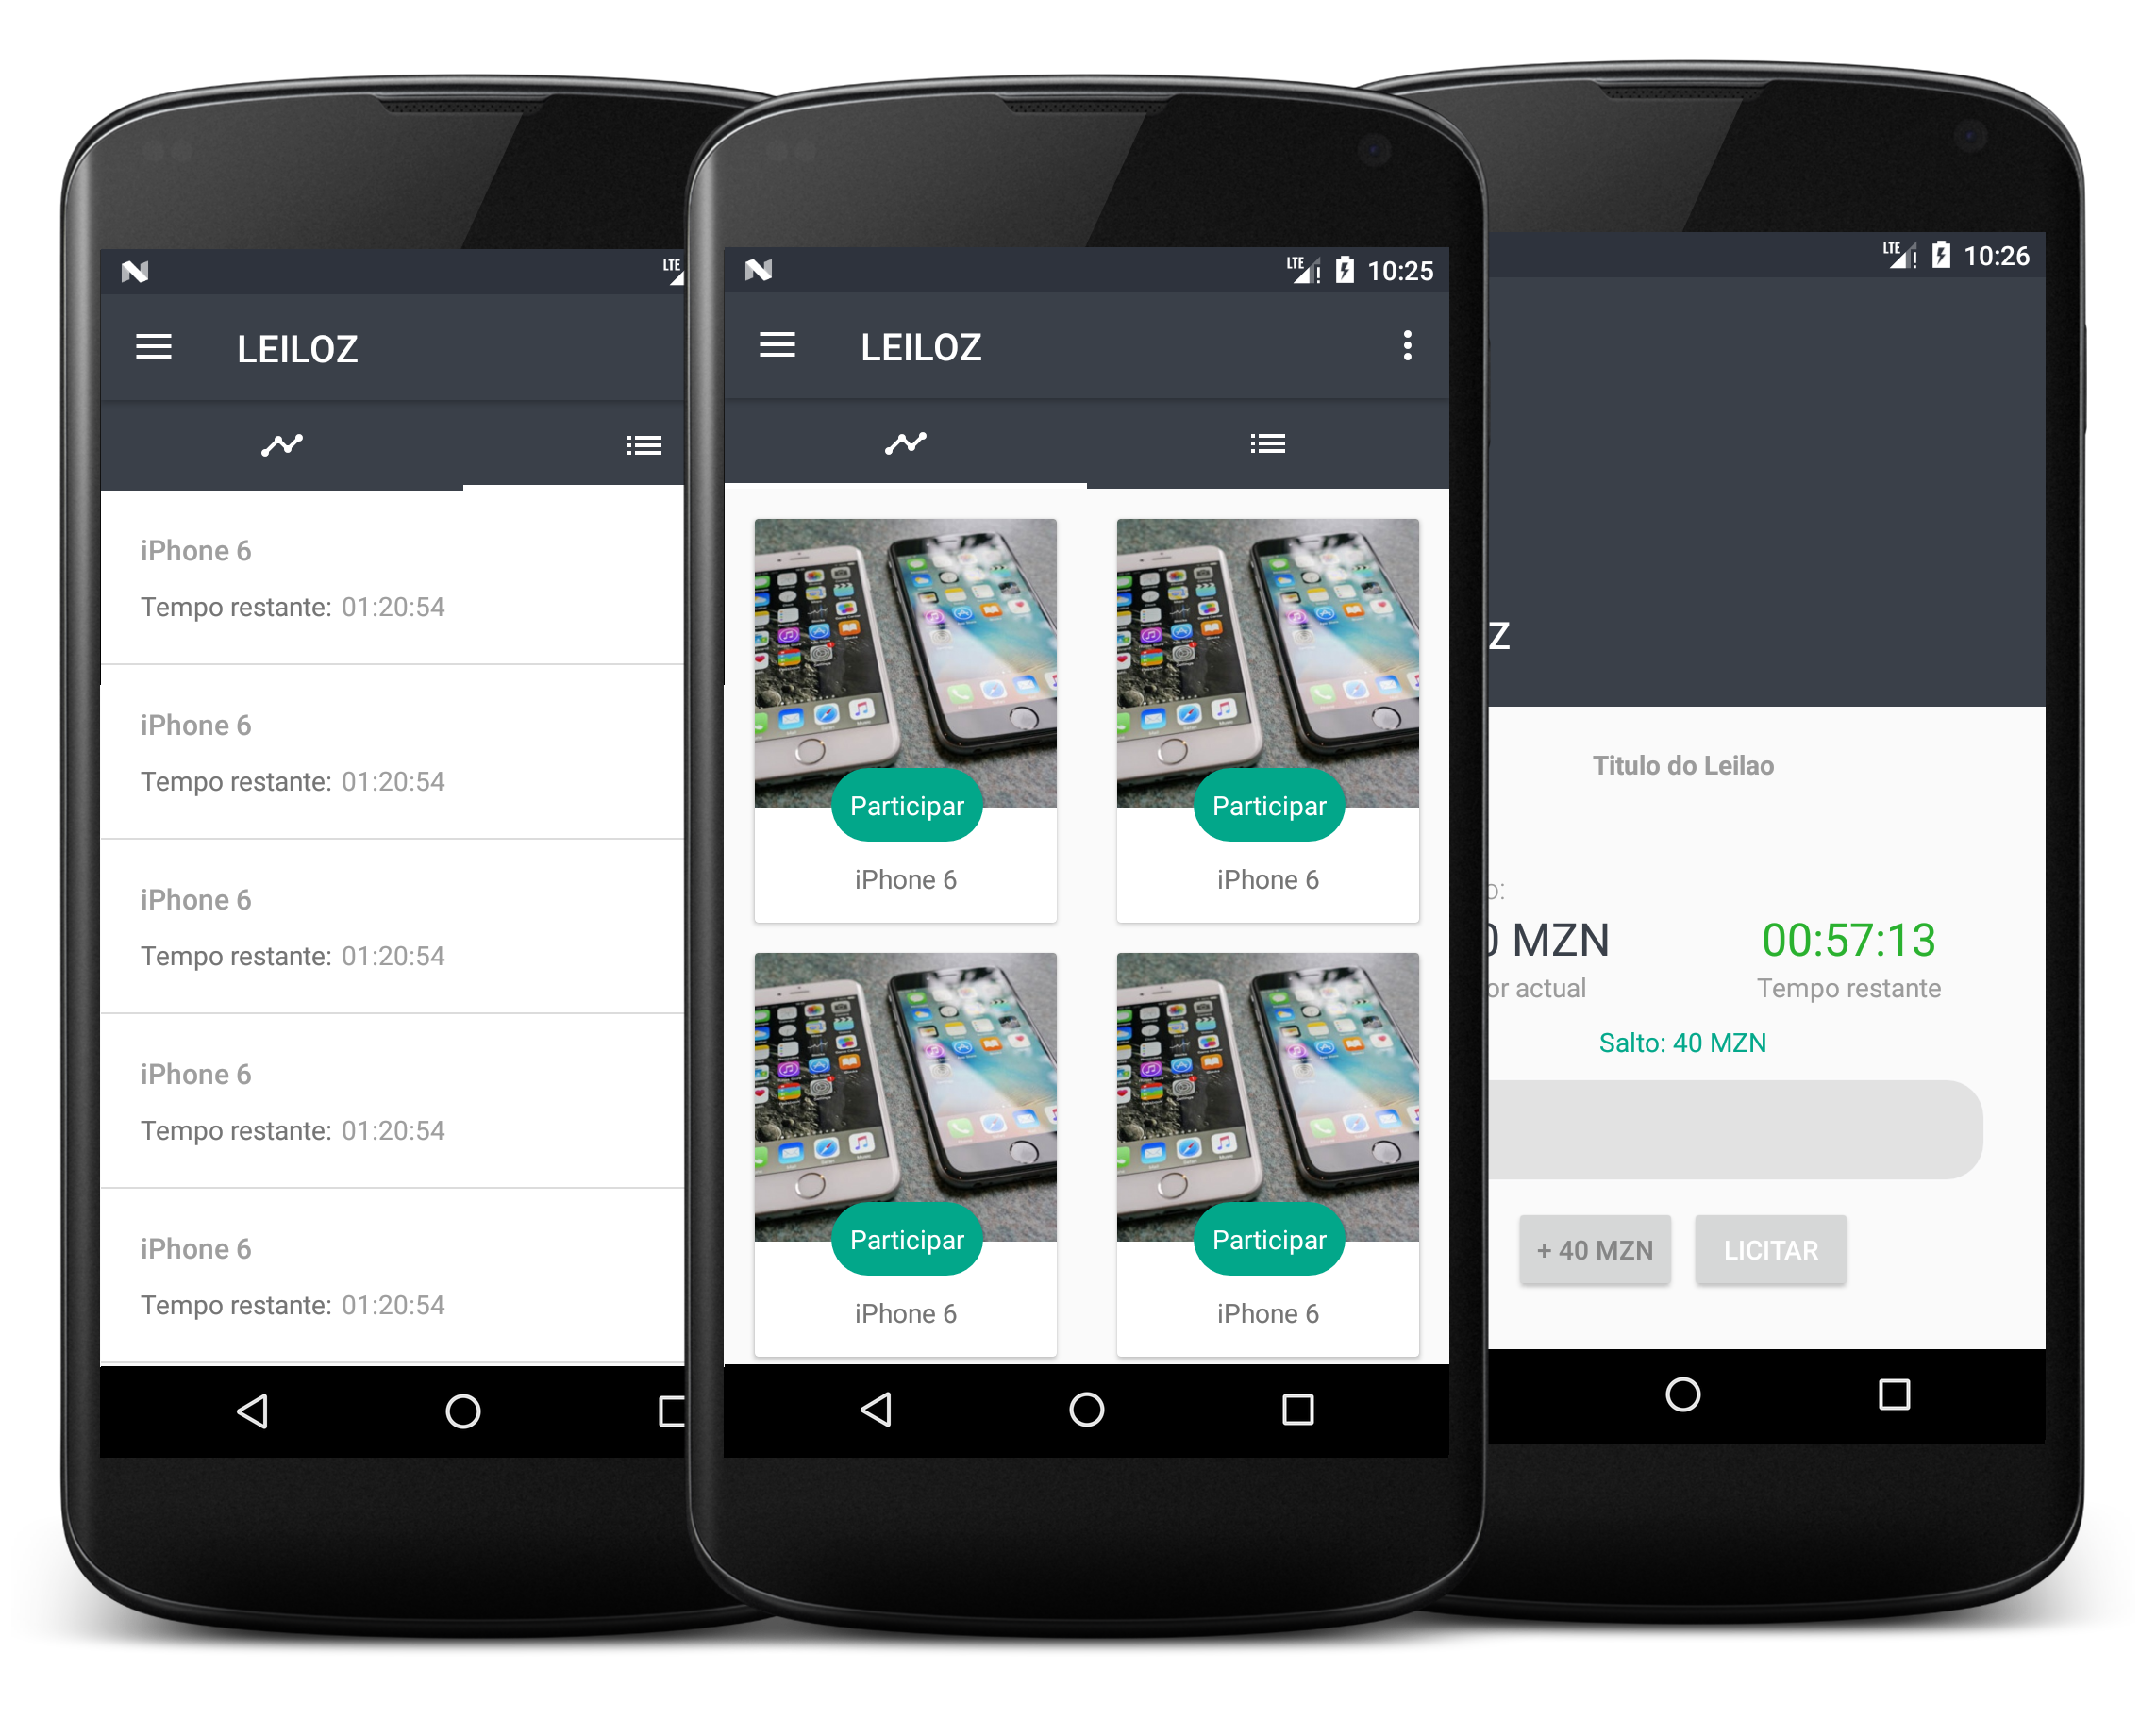 LTE
LEILOZ
iPhone 6
Tempo restante: 01:20:54
iPhone 6
Tempo restante: 01:20:54
iPhone 6
Tempo restante: 01:20:54
iPhone 6
Tempo restante: 01:20:54
iPhone 6
Tempo restante: 01:20:54
LTE 10:25
LEILOZ
Participar
iPhone 6
Participar
iPhone 6
Participar
iPhone 6
Participar
iPhone 6
LTE 10:26
Z
Titulo do Leilao
o:
0 MZN
or actual
00:57:13
Tempo restante
Salto: 40 MZN
+ 40 MZN
LICITAR